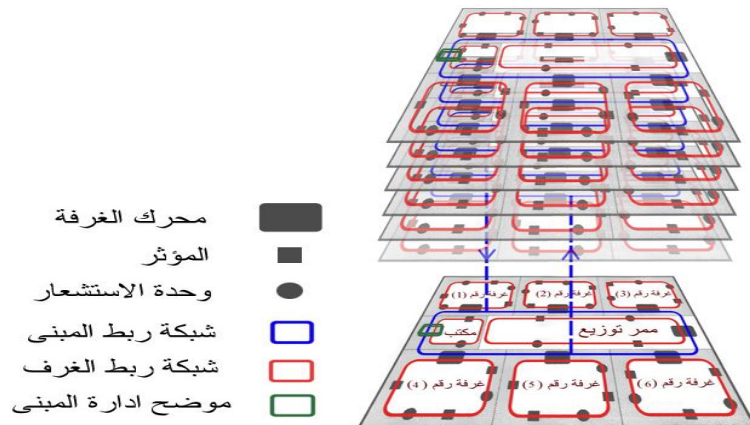 محرك الغرفة
المؤثر
وحدة الاستشعار
شبكة ربط المبنى
شبكة ربط الغرف
موضح ادارة المبنى
غرفة رقم (1)
غرفة رقم (2)
غرفة رقم (3)
مكتب
ممر توزيع
غرفة رقم (4)
غرفة رقم (5)
غرفة رقم (6)